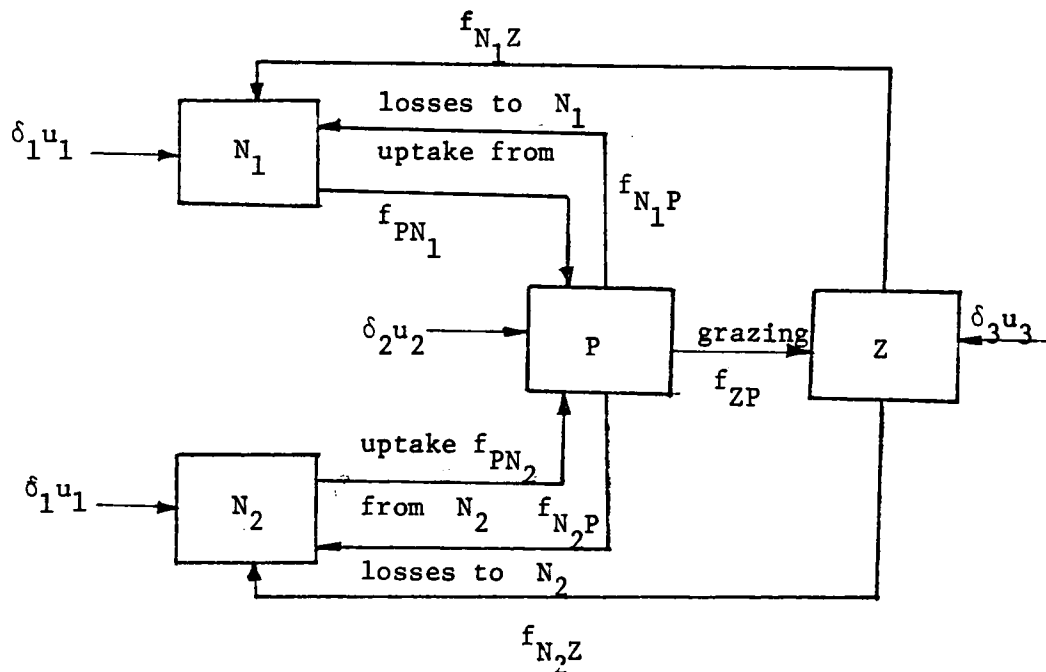 f_{N_1Z}
losses to N_1
δ_1u_1
N_1
uptake from
f_{N_1P}
f_{PN_1}
δ_2u_2
P
grazing
f_{ZP}
Z
δ_3u_3
uptake f_{PN_2}
δ_1u_1
N_2
from N_2
f_{N_2P}
losses to N_2
f_{N_2Z}